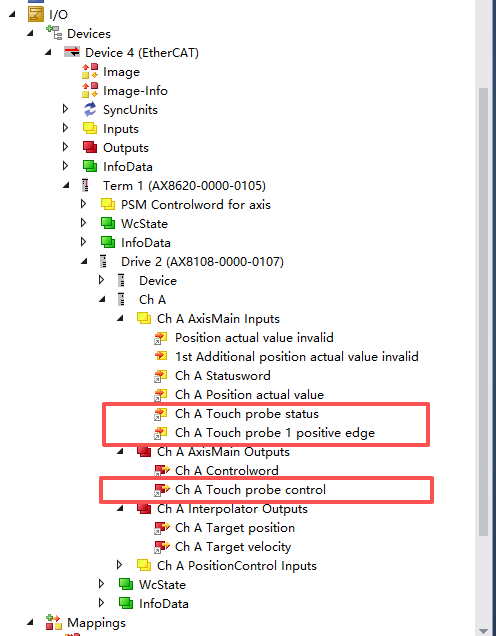 I/O
Devices
Device 4 (EtherCAT)
Image
Image-Info
SyncUnits
Inputs
Outputs
InfoData
Term 1 (AX8620-0000-0105)
PSM Controlword for axis
WcState
InfoData
Drive 2 (AX8108-0000-0107)
Device
Ch A
Ch A AxisMain Inputs
Position actual value invalid
1st Additional position actual value invalid
Ch A Statusword
Ch A Position actual value
Ch A Touch probe status
Ch A Touch probe 1 positive edge
Ch A AxisMain Outputs
Ch A Controlword
Ch A Touch probe control
Ch A Interpolator Outputs
Ch A Target position
Ch A Target velocity
Ch A PositionControl Inputs
WcState
InfoData
Mappings